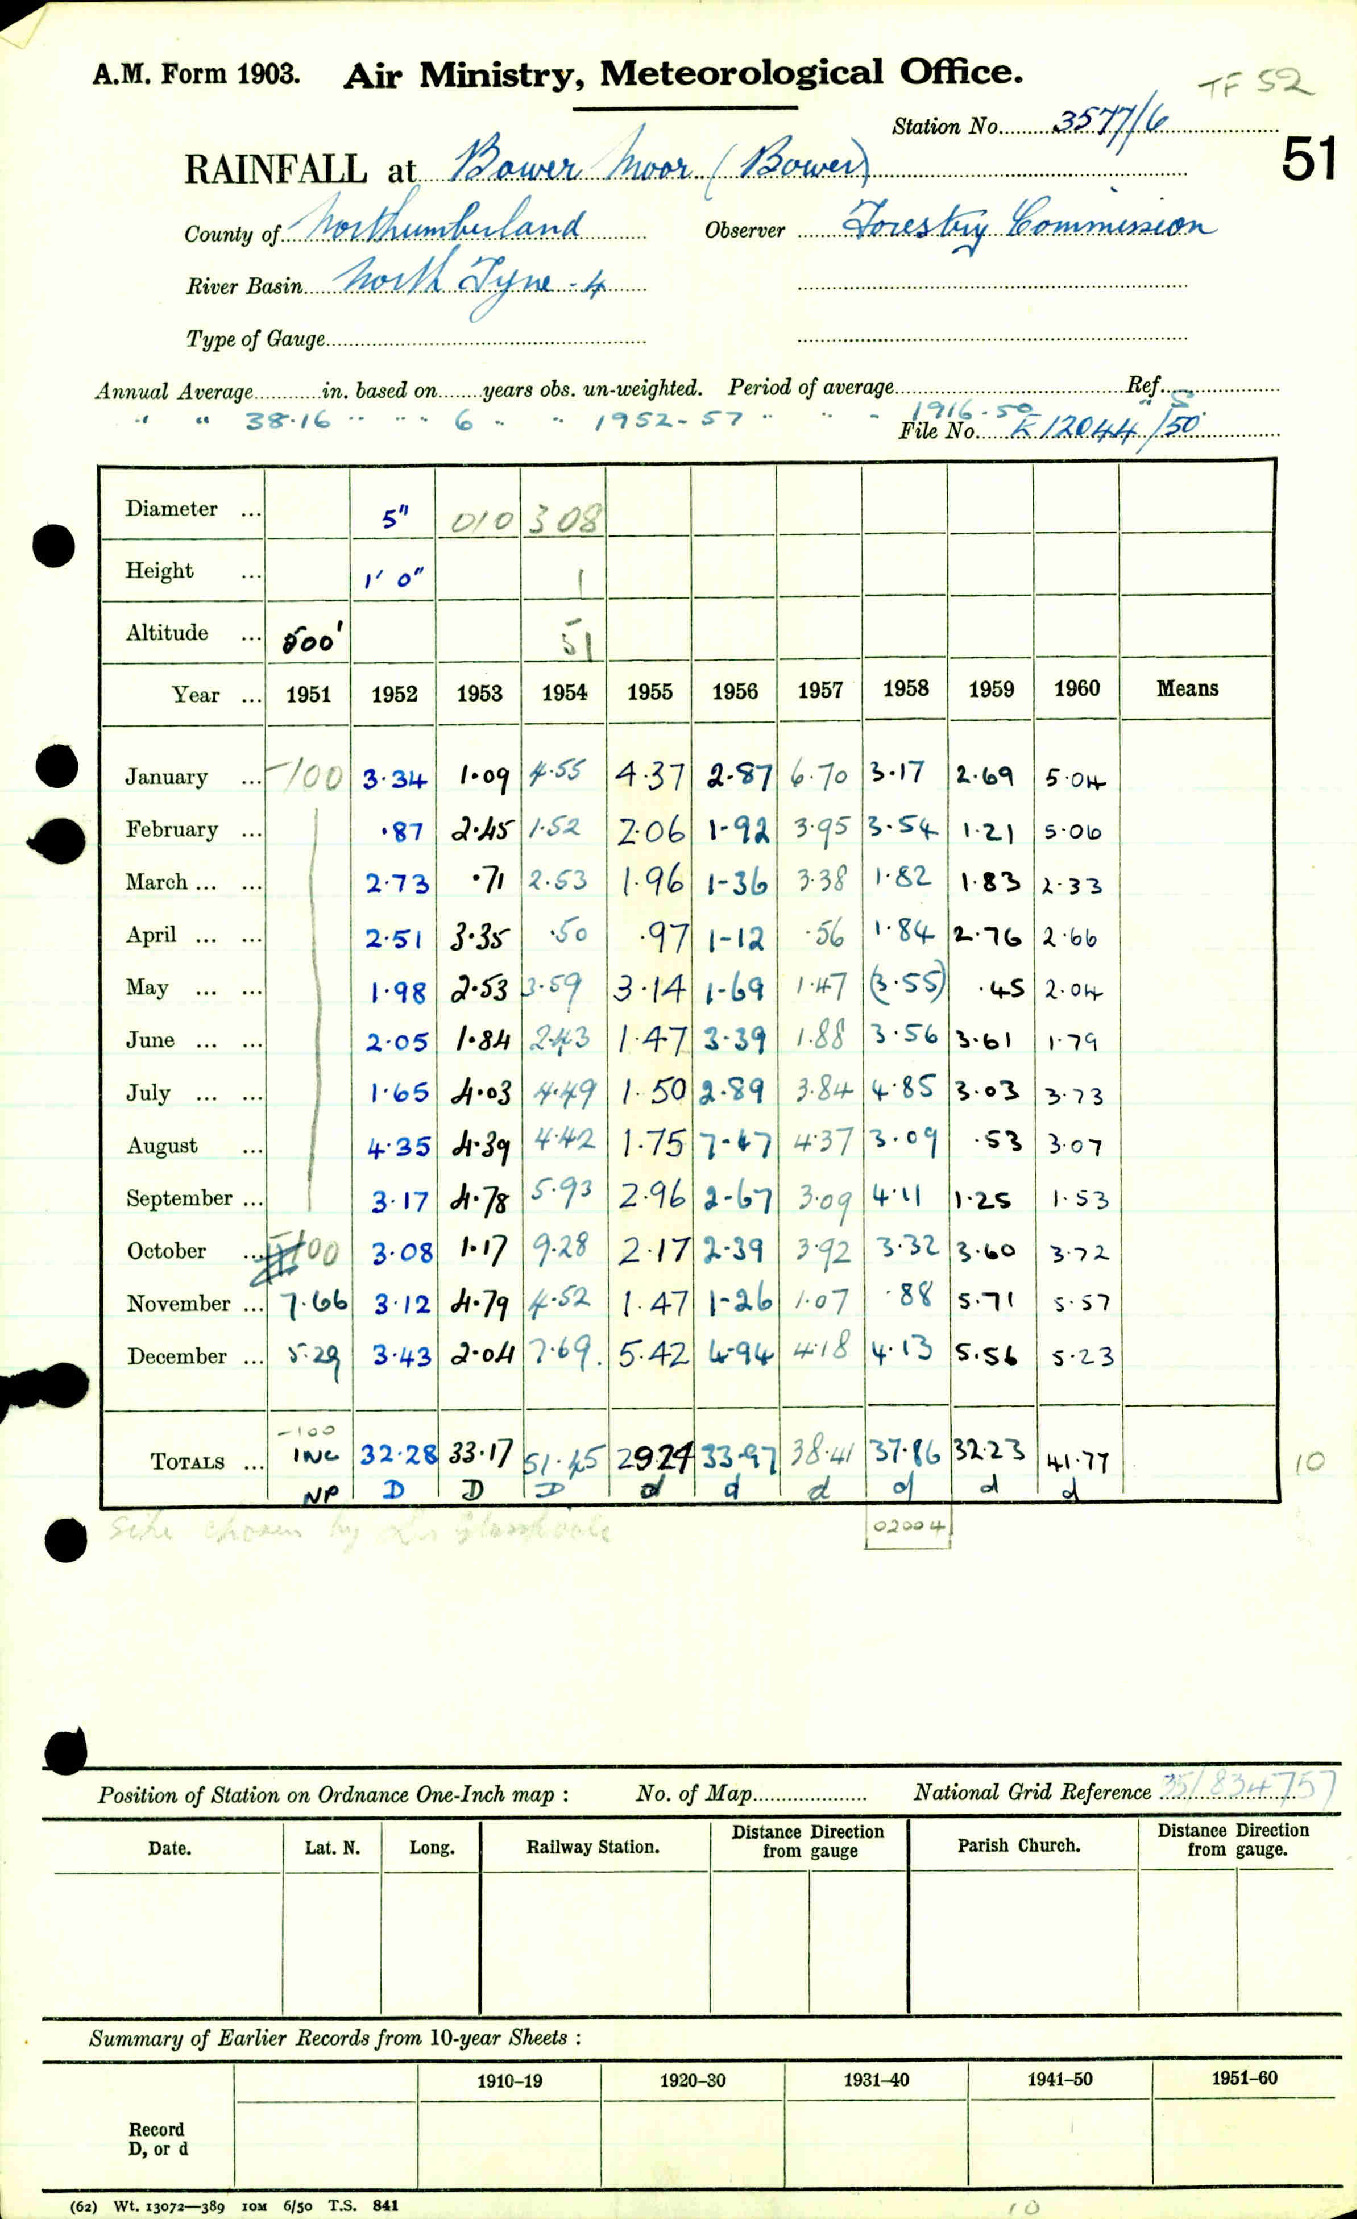 A.M. Form 1903. Air Ministry, Meteorological Office. TF 52
Station No. 3577/6
51
RAINFALL at Bower Moor (Bower)
County of Northumberland Observer Forestry Commission
River Basin North Tyne - 4
Type of Gauge
Annual Average in. based on years obs. un-weighted. Period of average Ref.
" " 38.16 " " " 6 " " 1952-57 " " " 1916-50 " S
File No. E12044/50
Diameter ... 5" 010 308
Height ... 1' 0" 1
Altitude ... 800' 51
Year ... 1951 1952 1953 1954 1955 1956 1957 1958 1959 1960 Means
January ... -100 3.34 1.09 4.55 4.37 2.87 6.70 3.17 2.69 5.04
February ... .87 2.45 1.52 2.06 1.92 3.95 3.54 1.21 5.06
March ... ... 2.73 .71 2.53 1.96 1.36 3.38 1.82 1.83 2.33
April ... ... 2.51 3.35 .50 .97 1.12 .56 1.84 2.76 2.66
May ... ... 1.98 2.53 3.59 3.14 1.69 1.47 (3.55) .45 2.04
June ... ... 2.05 1.84 2.43 1.47 3.39 1.88 3.56 3.61 1.79
July ... ... 1.65 4.03 4.49 1.50 2.89 3.84 4.85 3.03 3.73
August ... 4.35 4.39 4.42 1.75 7.47 4.37 3.09 .53 3.07
September ... 3.17 4.78 5.93 2.96 2.67 3.09 4.11 1.25 1.53
October ... -100 3.08 1.17 9.28 2.17 2.39 3.92 3.32 3.60 3.72
November ... 7.66 3.12 4.79 4.52 1.47 1.26 1.07 .88 5.71 5.57
December ... 5.29 3.43 2.04 7.69. 5.42 4.94 4.18 4.13 5.56 5.23
-100
TOTALS ... INC 32.28 33.17 51.45 29.24 33.97 38.41 37.86 32.23 41.77 10
NP D D D d d d d d d
Site chosen by Dr Glasspoole
02004
Position of Station on Ordnance One-Inch map : No. of Map National Grid Reference 35/834757
Date. Lat. N. Long. Railway Station. Distance Direction from gauge Parish Church. Distance Direction from gauge.
Summary of Earlier Records from 10-year Sheets :
1910–19 1920–30 1931–40 1941–50 1951–60
Record
D, or d
(62) Wt. 13072—389 10M 6/50 T.S. 841
10